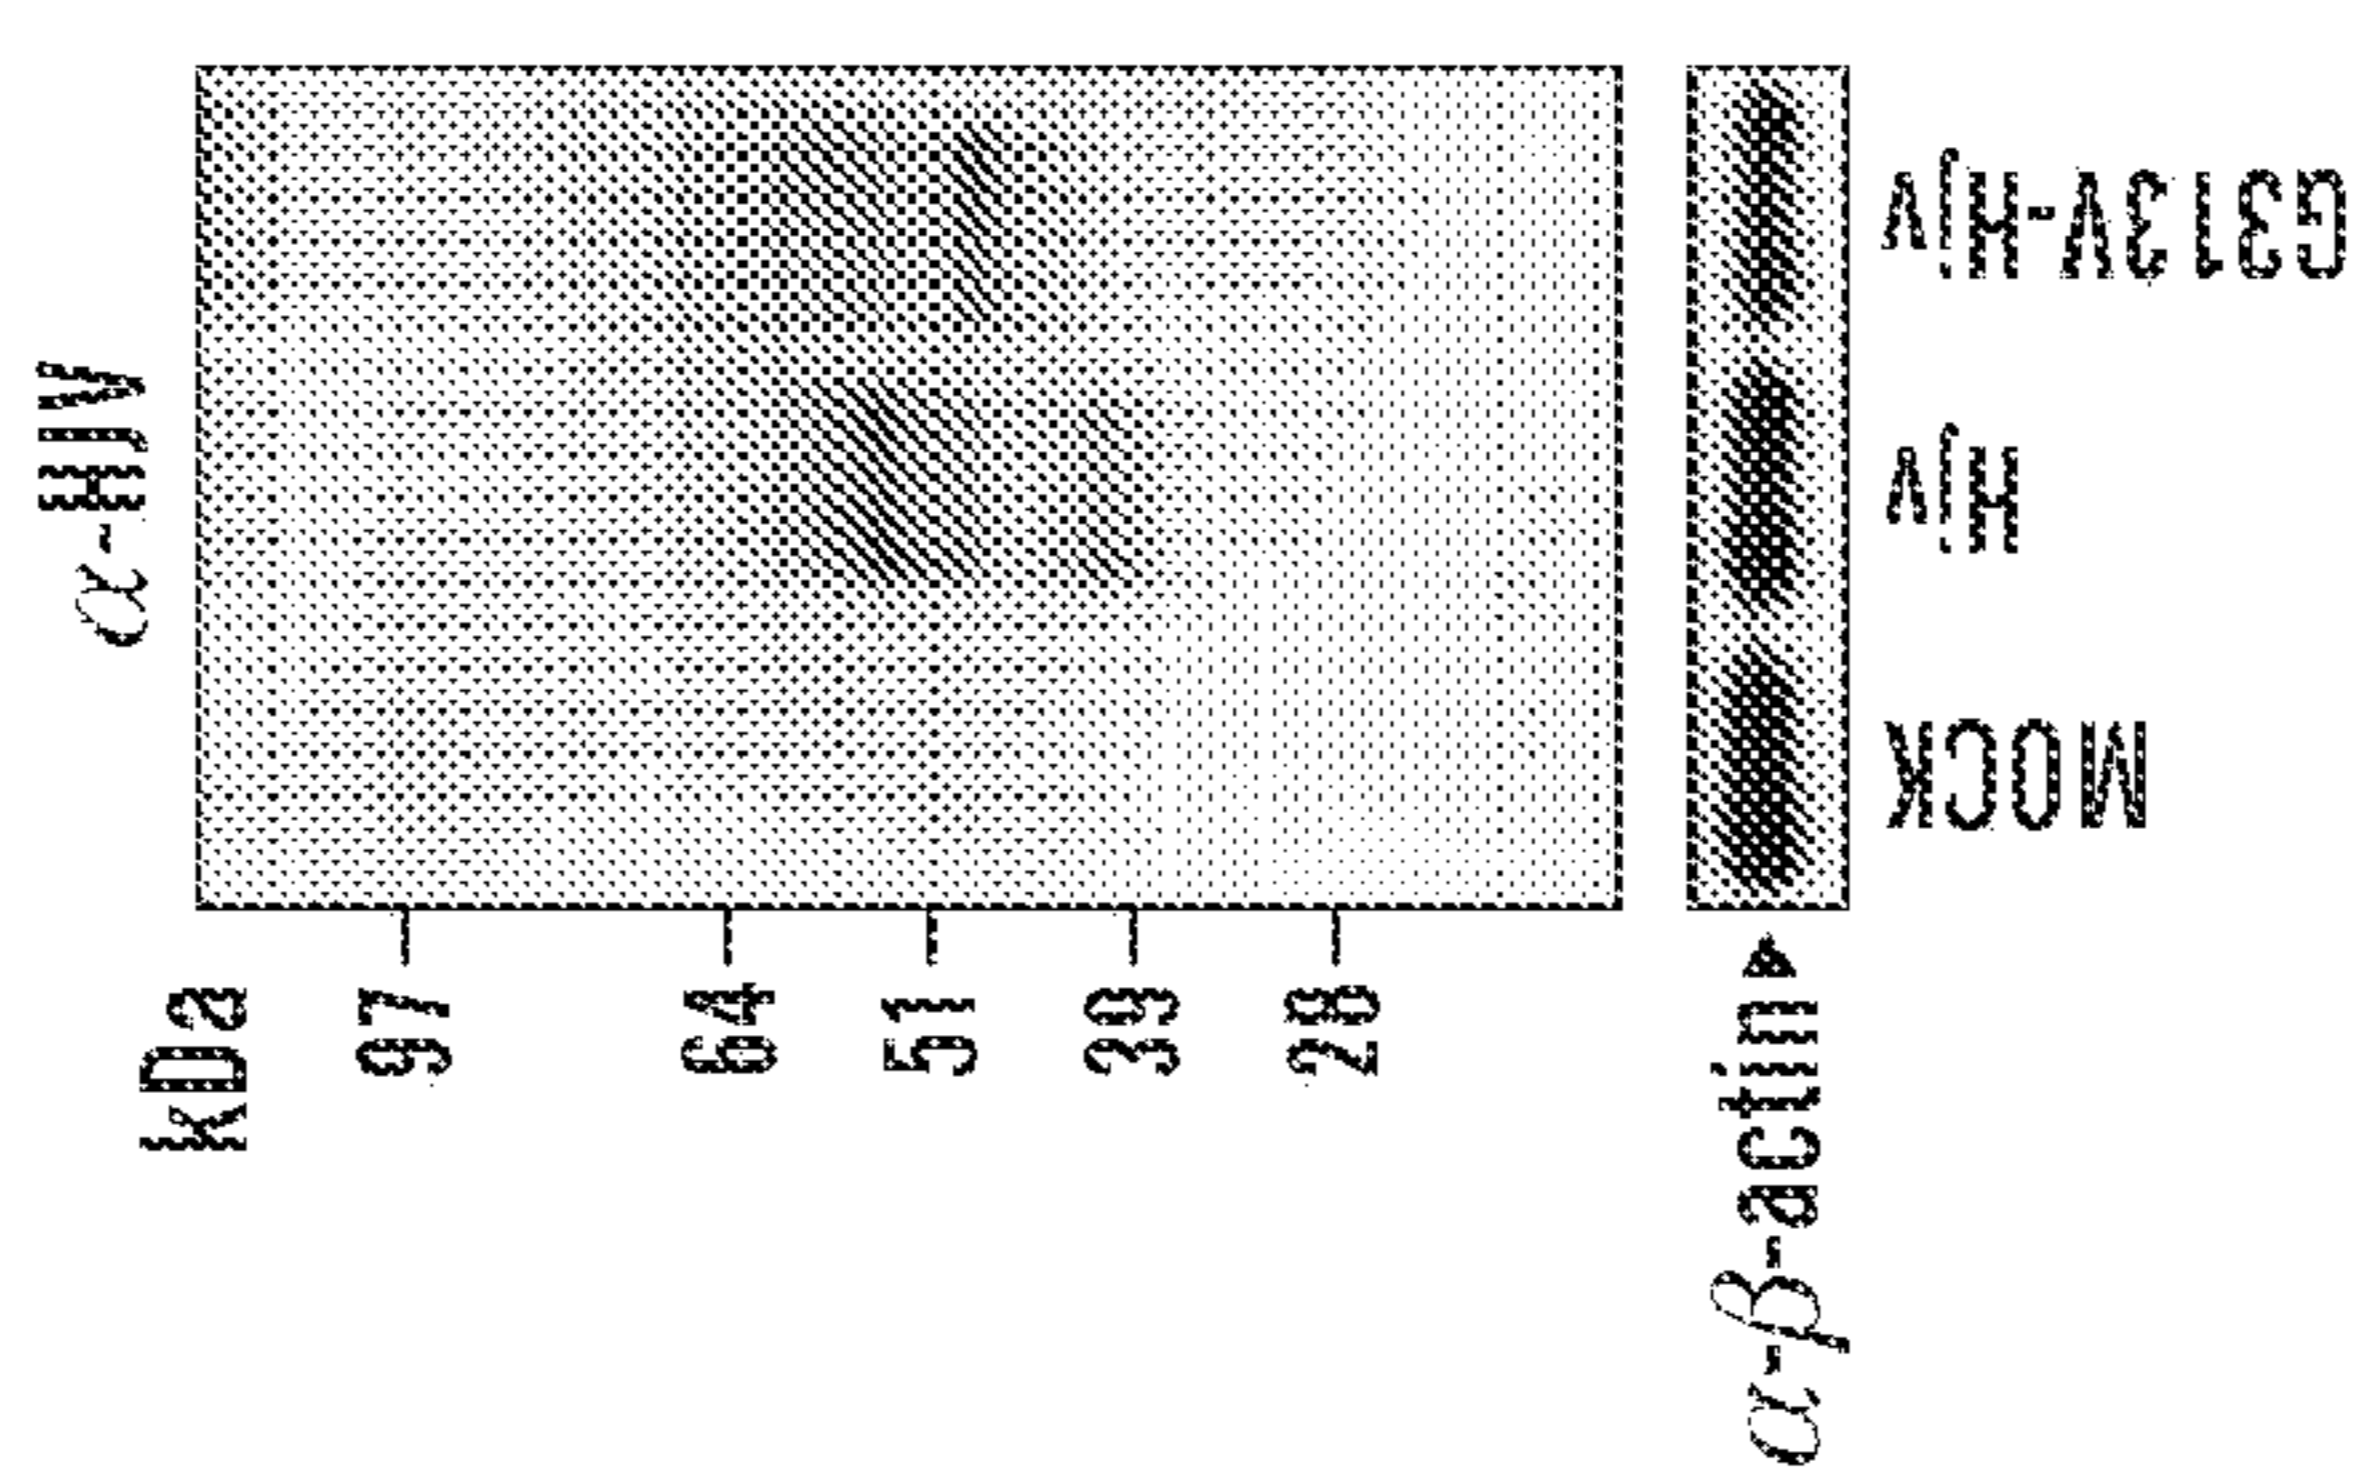 α-HJV
kDa
97
64
51
39
28
α-β-actin
MOCK
Hjv
G313V-Hjv